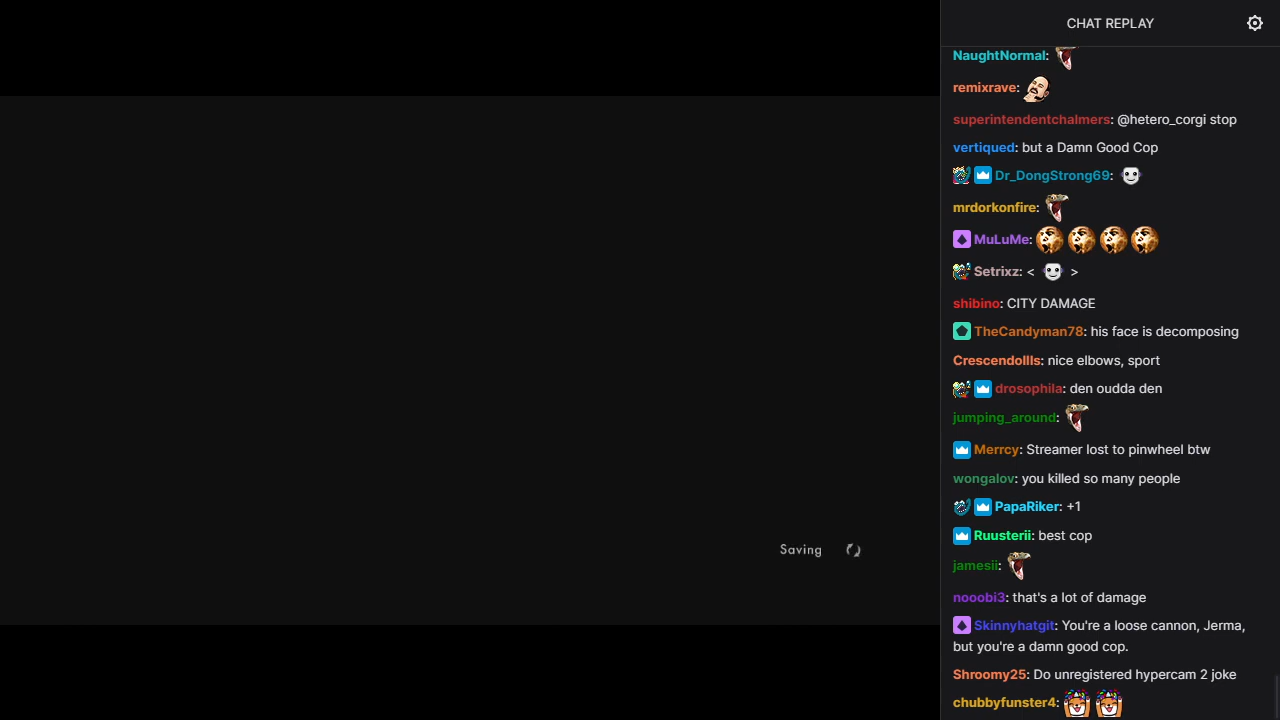 CHAT REPLAY
NaughtNormal:
remixrave:
superintendentchalmers: @hetero_corgi stop
vertiqued: but a Damn Good Cop
Dr_DongStrong69:
mrdorkonfire:
MuLuMe:
Setrixz: < >
shibino: CITY DAMAGE
TheCandyman78: his face is decomposing
Crescendollls: nice elbows, sport
drosophila: den oudda den
jumping_around:
Merrcy: Streamer lost to pinwheel btw
wongalov: you killed so many people
PapaRiker: +1
Ruusterii: best cop
Saving
jamesii:
nooobi3: that's a lot of damage
Skinnyhatgit: You're a loose cannon, Jerma,
but you're a damn good cop.
Shroomy25: Do unregistered hypercam 2 joke
chubbyfunster4: